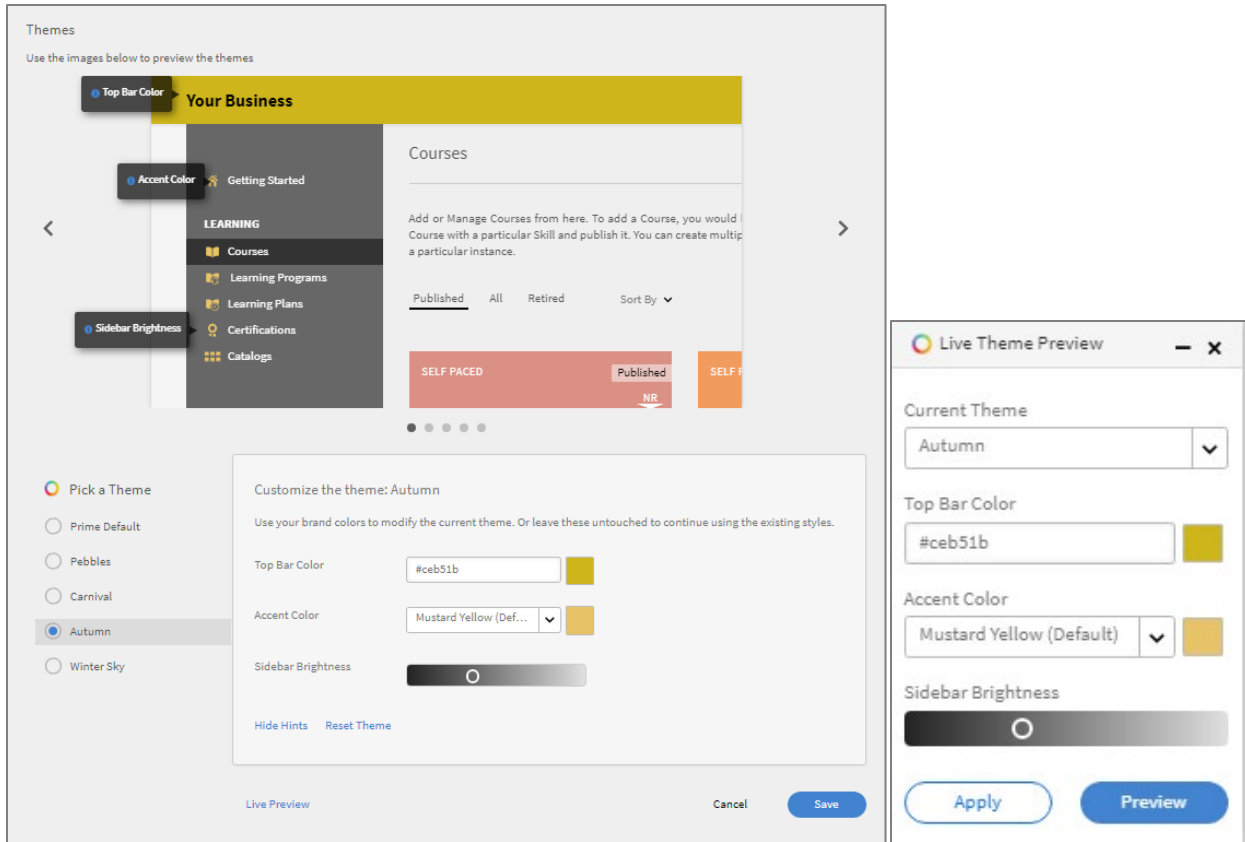 Themes
Use the images below to preview the themes
Top Bar Color
Your Business
Accent Color
Getting Started
LEARNING
Courses
Learning Programs
Learning Plans
Sidebar Brightness
Certifications
Catalogs
Courses
Add or Manage Courses from here. To add a Course, you would
Course with a particular Skill and publish it. You can create multip
a particular instance.
Published All Retired Sort By
SELF PACED Published
NR
SELF
Pick a Theme
Prime Default
Pebbles
Carnival
Autumn
Winter Sky
Customize the theme: Autumn
Use your brand colors to modify the current theme. Or leave these untouched to continue using the existing styles.
Top Bar Color #ceb51b
Accent Color Mustard Yellow (Def...
Sidebar Brightness
Hide Hints Reset Theme
Live Preview Cancel Save
Live Theme Preview
Current Theme
Autumn
Top Bar Color
#ceb51b
Accent Color
Mustard Yellow (Default)
Sidebar Brightness
Apply Preview